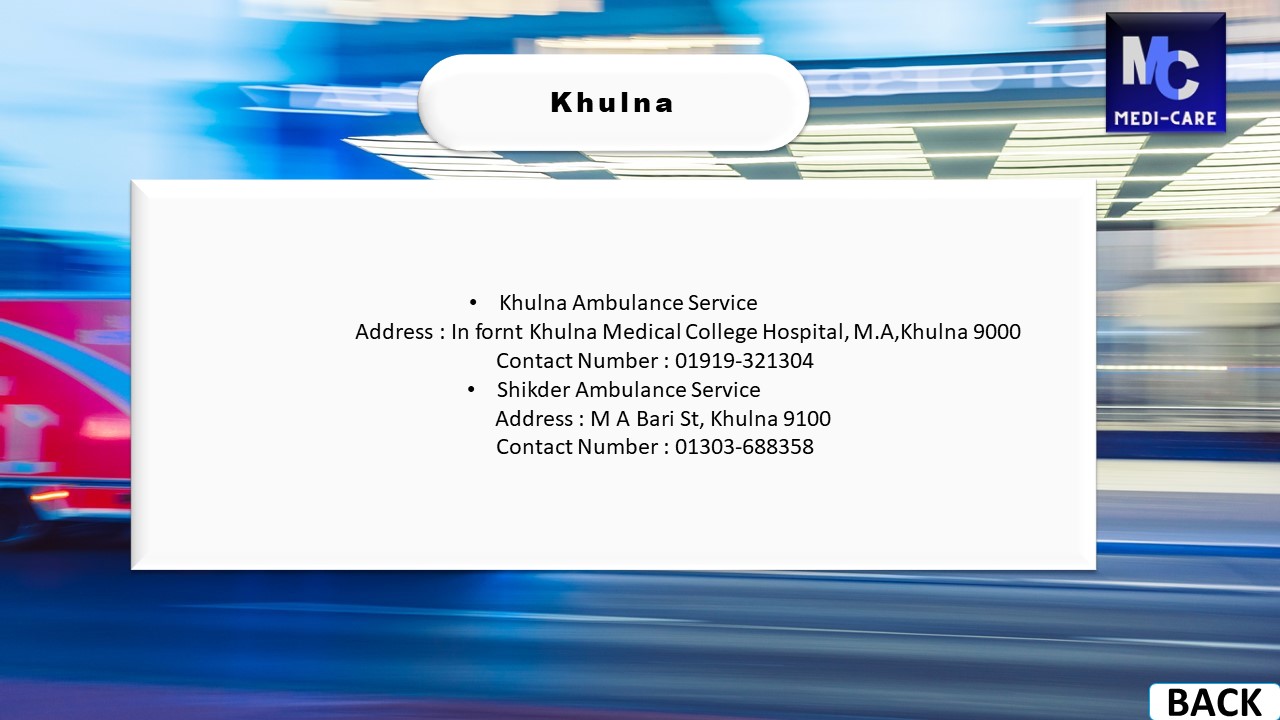 Khulna
MC
MEDI-CARE
• Khulna Ambulance Service
Address : In fornt Khulna Medical College Hospital, M.A,Khulna 9000
Contact Number : 01919-321304
• Shikder Ambulance Service
Address : M A Bari St, Khulna 9100
Contact Number : 01303-688358
BACK